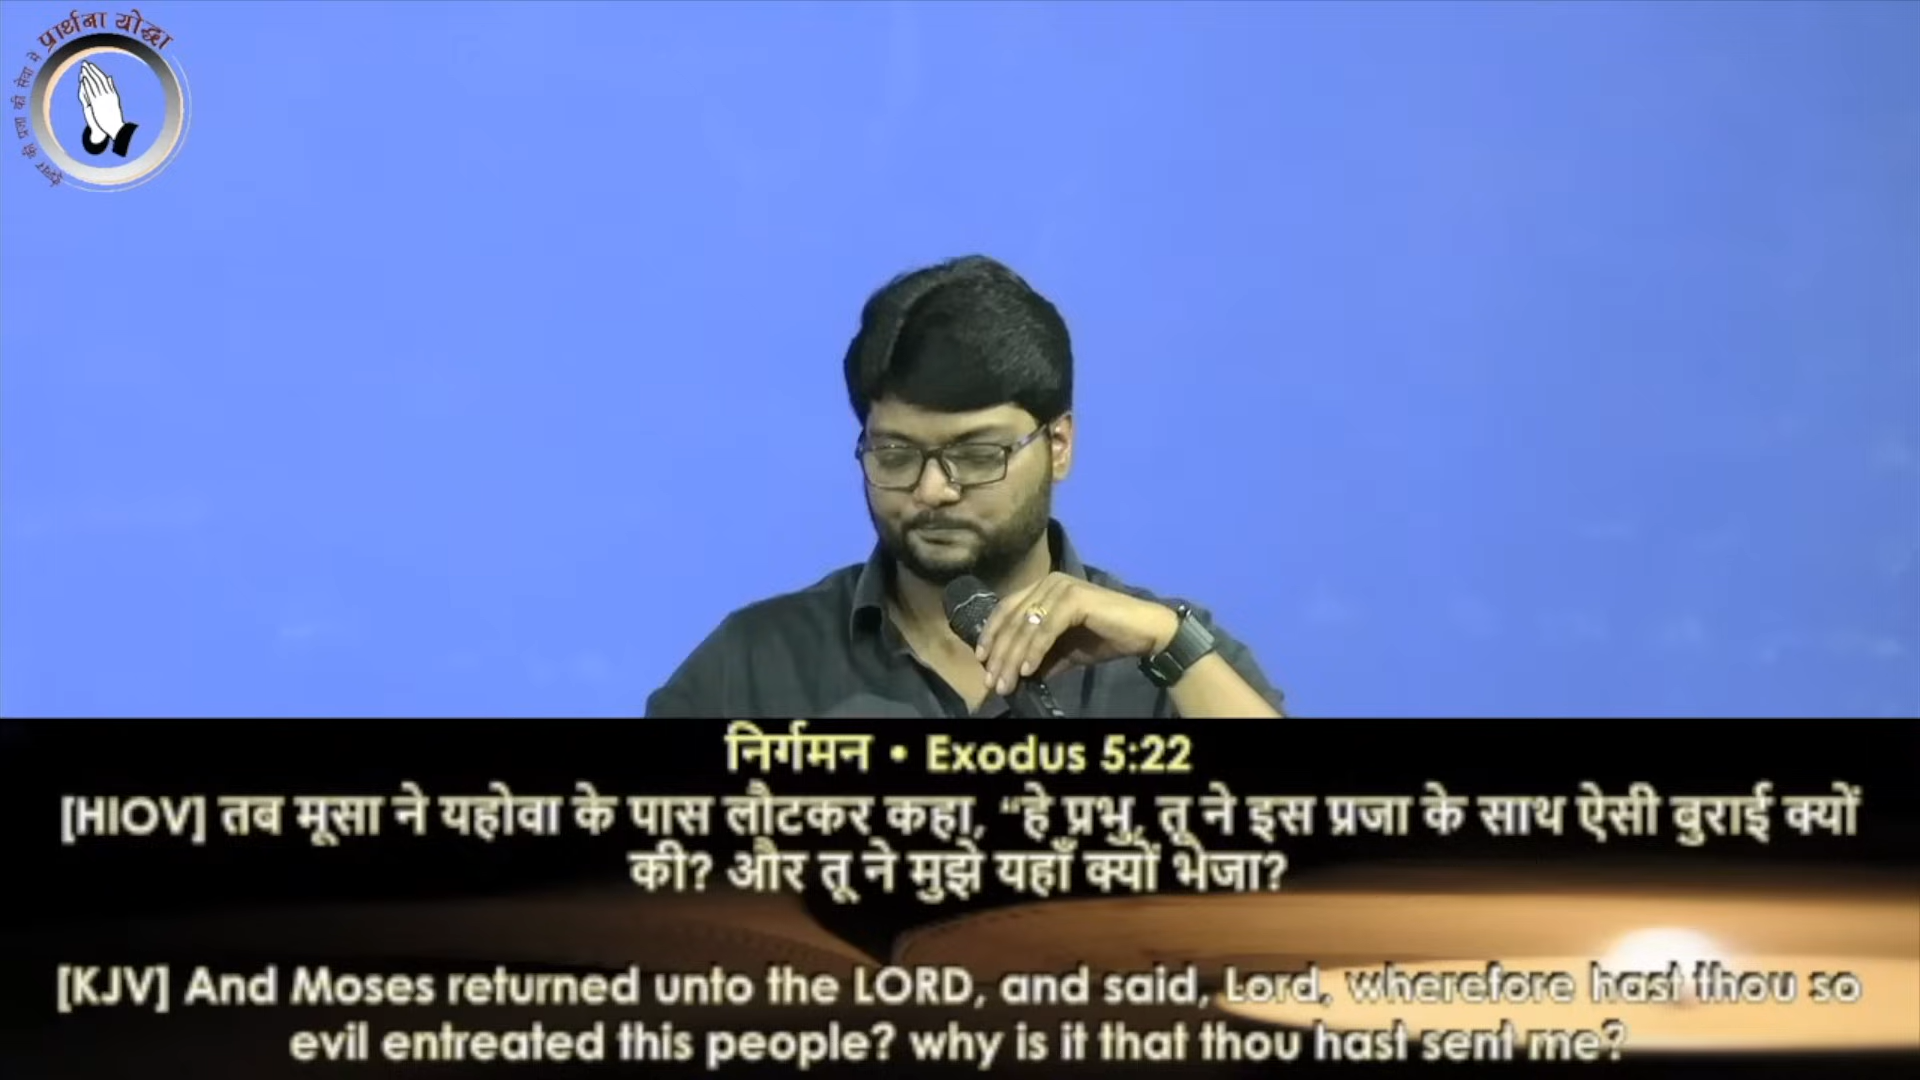 प्रार्थना योद्धा
की प्रजा की सेवा में
निर्गमन • Exodus 5:22
[HIOV] तब मूसा ने यहोवा के पास लौटकर कहा, “हे प्रभु, तू ने इस प्रजा के साथ ऐसी बुराई क्यों
की? और तू ने मुझे यहाँ क्यों भेजा?
[KJV] And Moses returned unto the LORD, and said, Lord, wherefore hast thou so
evil entreated this people? why is it that thou hast sent me?